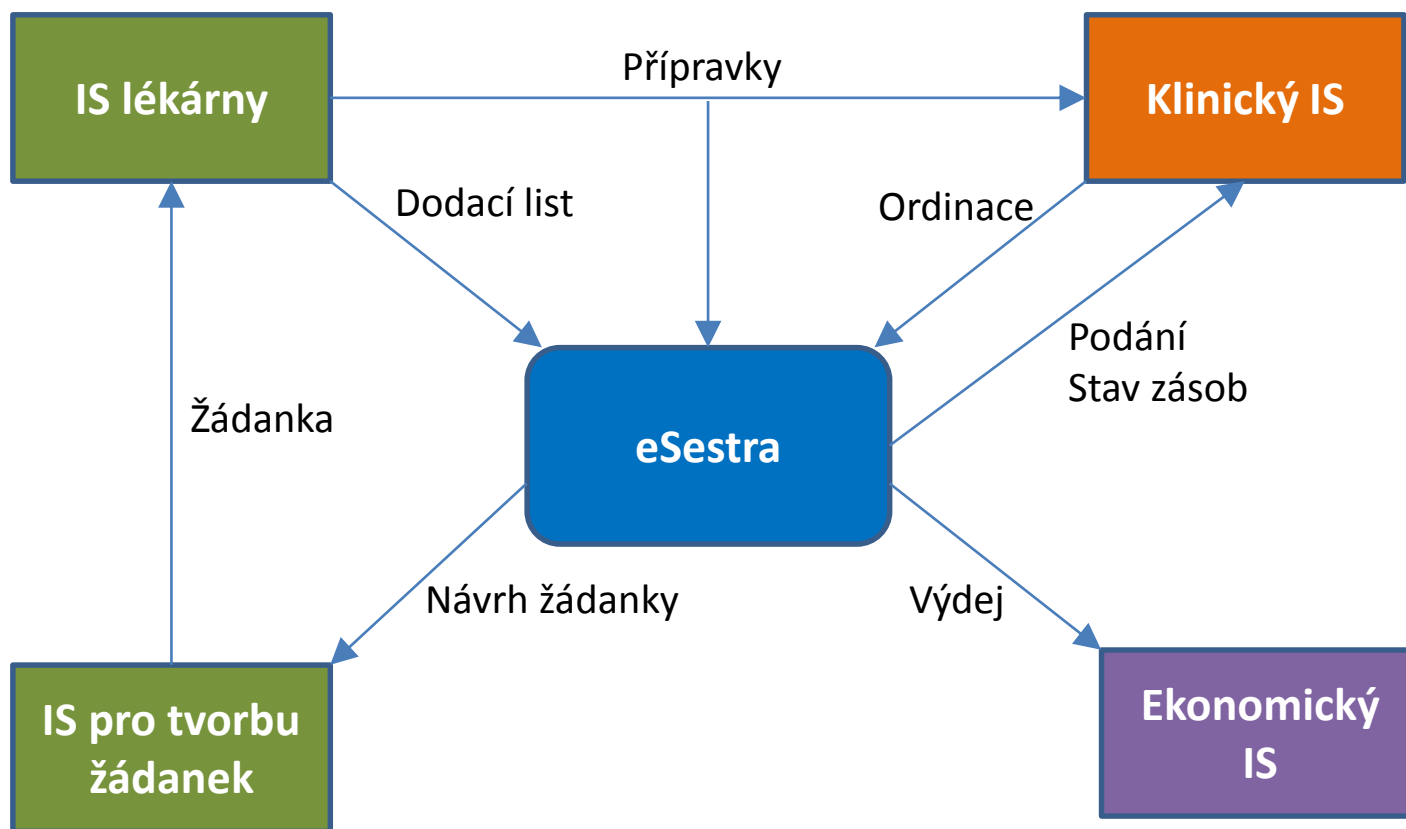 IS lékárny
Přípravky
Klinický IS
Dodací list
Ordinace
Podání
Stav zásob
Žádanka
eSestra
Návrh žádanky
Výdej
IS pro tvorbu
žádanek
Ekonomický
IS